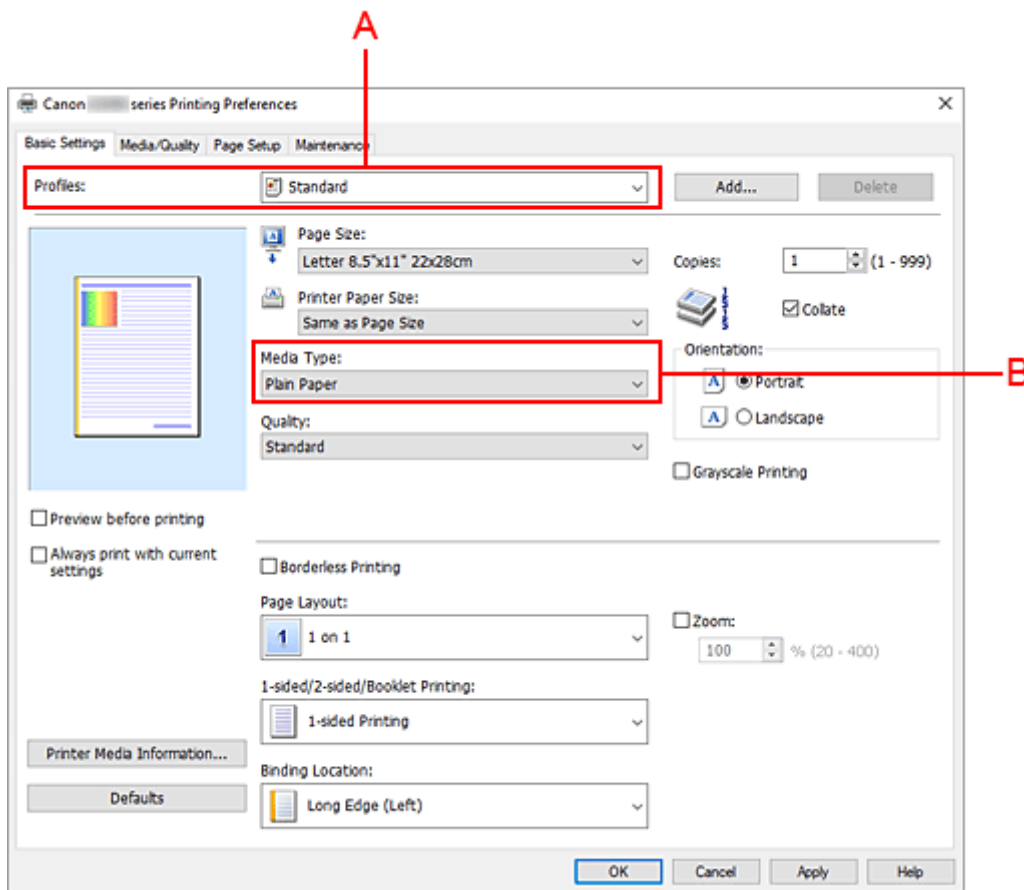 A
Canon series Printing Preferences
Basic Settings Media/Quality Page Setup Maintenance
Profiles: Standard Add... Delete
Page Size:
Letter 8.5"x11" 22x28cm
Copies: 1 (1 - 999)
Printer Paper Size:
Same as Page Size
Collate
Media Type:
Plain Paper
B
Orientation:
Portrait
Landscape
Quality:
Standard
Grayscale Printing
Preview before printing
Always print with current
settings
Borderless Printing
Page Layout:
1 on 1
Zoom:
100 % (20 - 400)
1-sided/2-sided/Booklet Printing:
1-sided Printing
Printer Media Information...
Defaults
Binding Location:
Long Edge (Left)
OK Cancel Apply Help